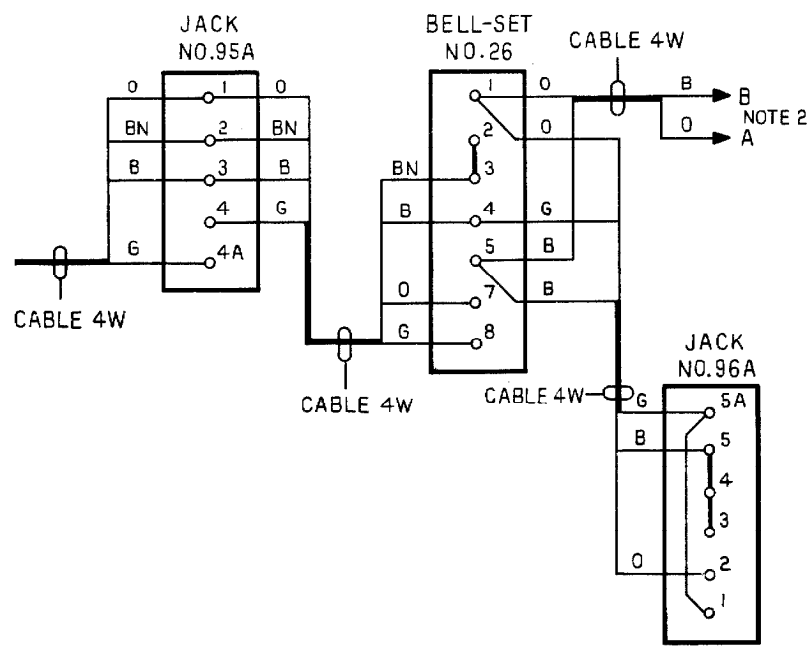 JACK
NO.95A
BELL-SET
NO.26
CABLE 4W
O
1
O
BN
2
BN
B
3
B
4
G
G
4A
CABLE 4W
CABLE 4W
1
O
O
2
BN
3
B
4
G
5
B
B
O
7
G
8
B
B
NOTE 2
O
A
CABLE 4W
JACK
NO.96A
G
5A
B
5
4
3
O
2
1